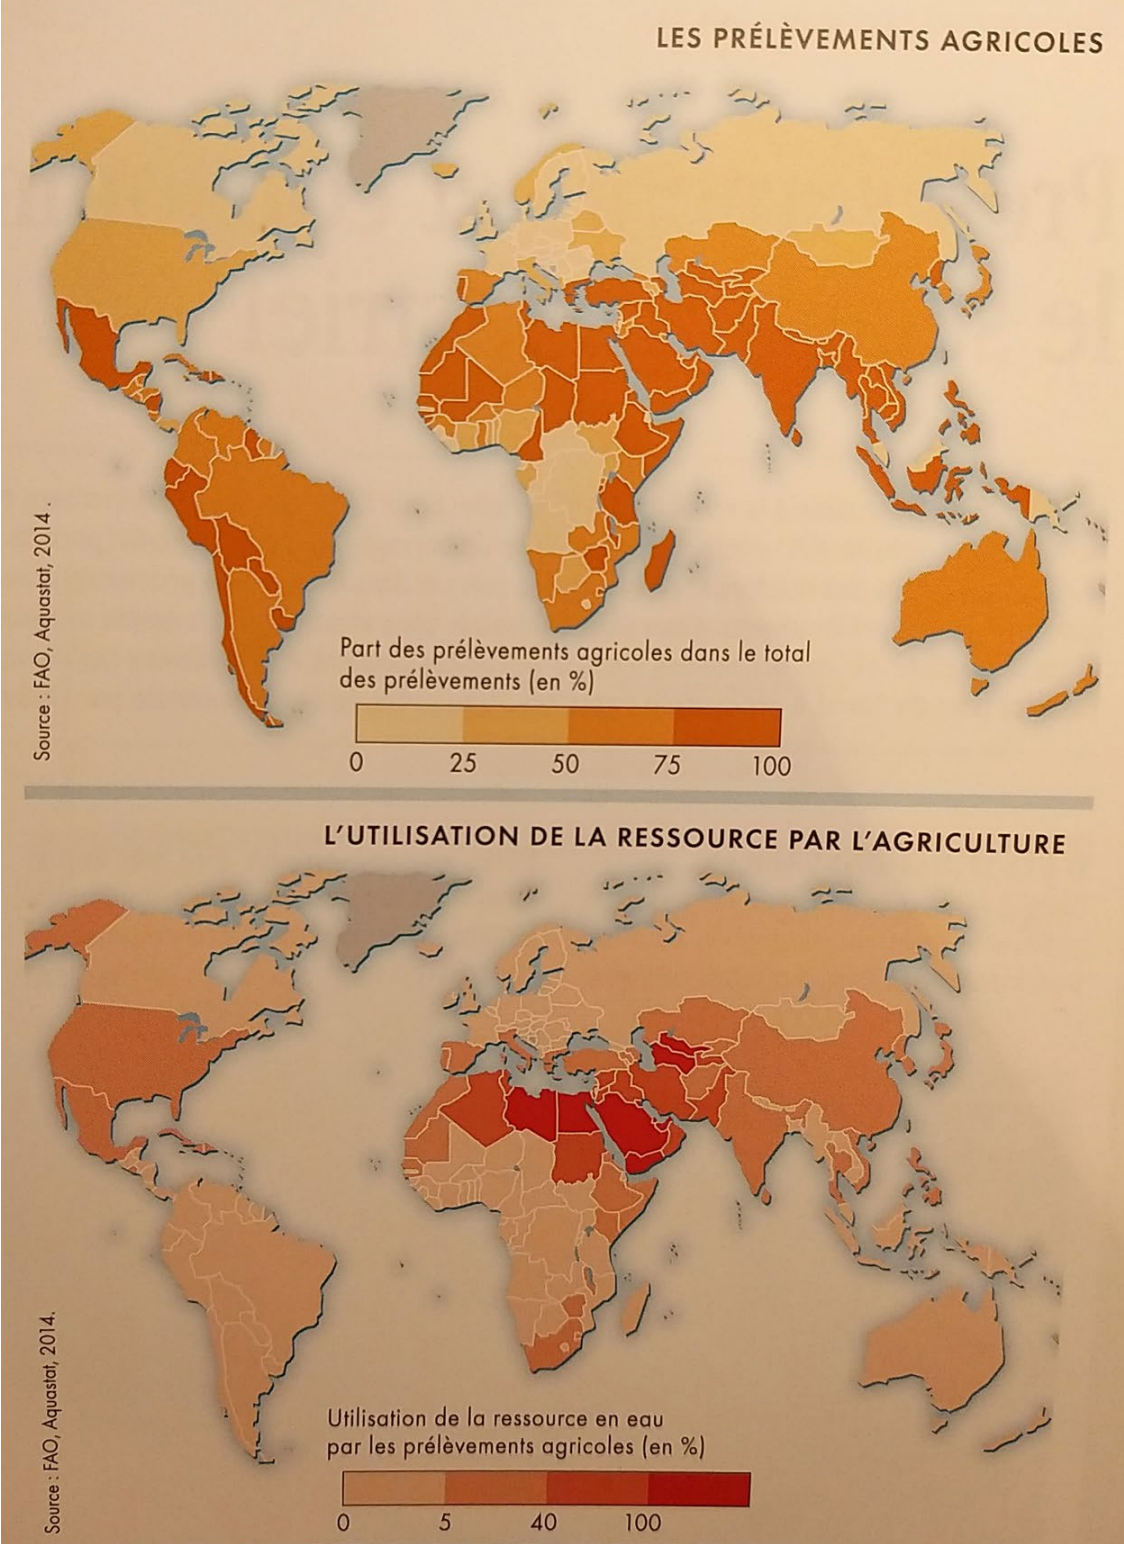 LES PRÉLÈVEMENTS AGRICOLES
Source : FAO, Aquastat, 2014 .
Part des prélèvements agricoles dans le total
des prélèvements (en %)
0 25 50 75 100
L'UTILISATION DE LA RESSOURCE PAR L'AGRICULTURE
Source : FAO, Aquastat, 2014.
Utilisation de la ressource en eau
par les prélèvements agricoles (en %)
0 5 40 100